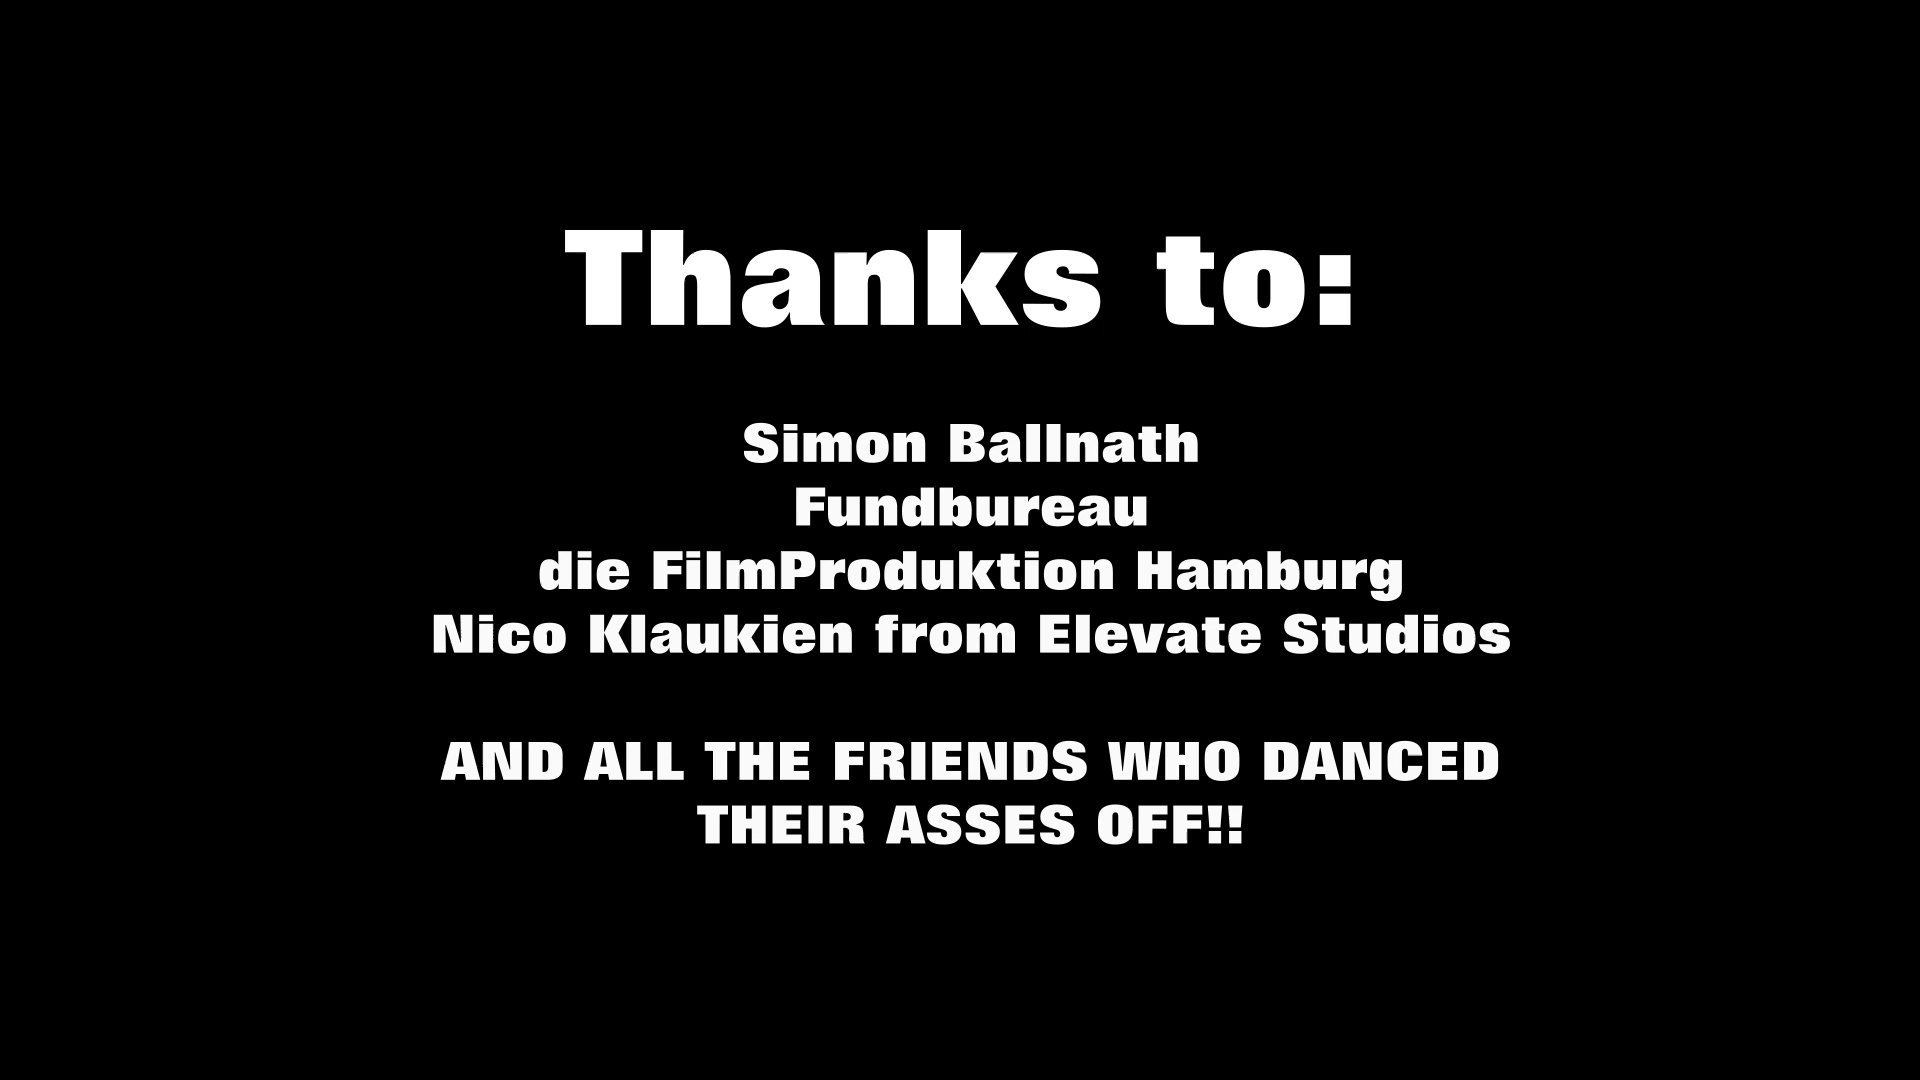 Thanks to:
Simon Ballnath
Fundbureau
die FilmProduktion Hamburg
Nico Klaukien from Elevate Studios
AND ALL THE FRIENDS WHO DANCED
THEIR ASSES OFF!!